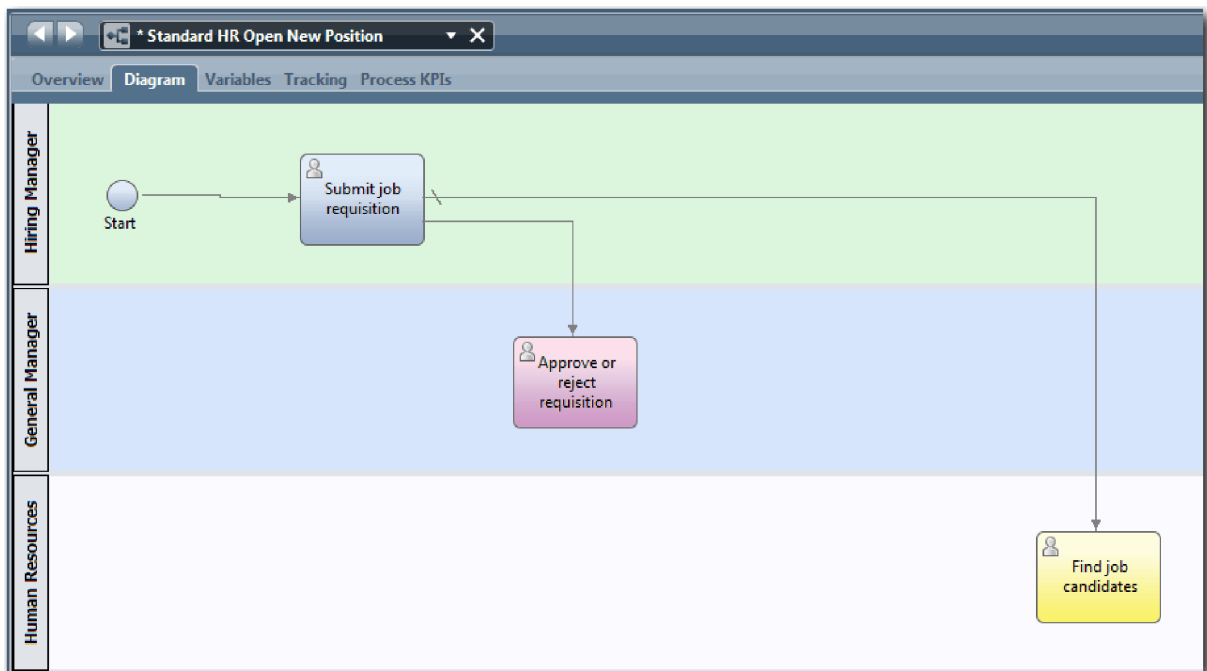 * Standard HR Open New Position
Overview Diagram Variables Tracking Process KPIs
Hiring Manager
Start
Submit job
requisition
General Manager
Approve or
reject
requisition
Human Resources
Find job
candidates